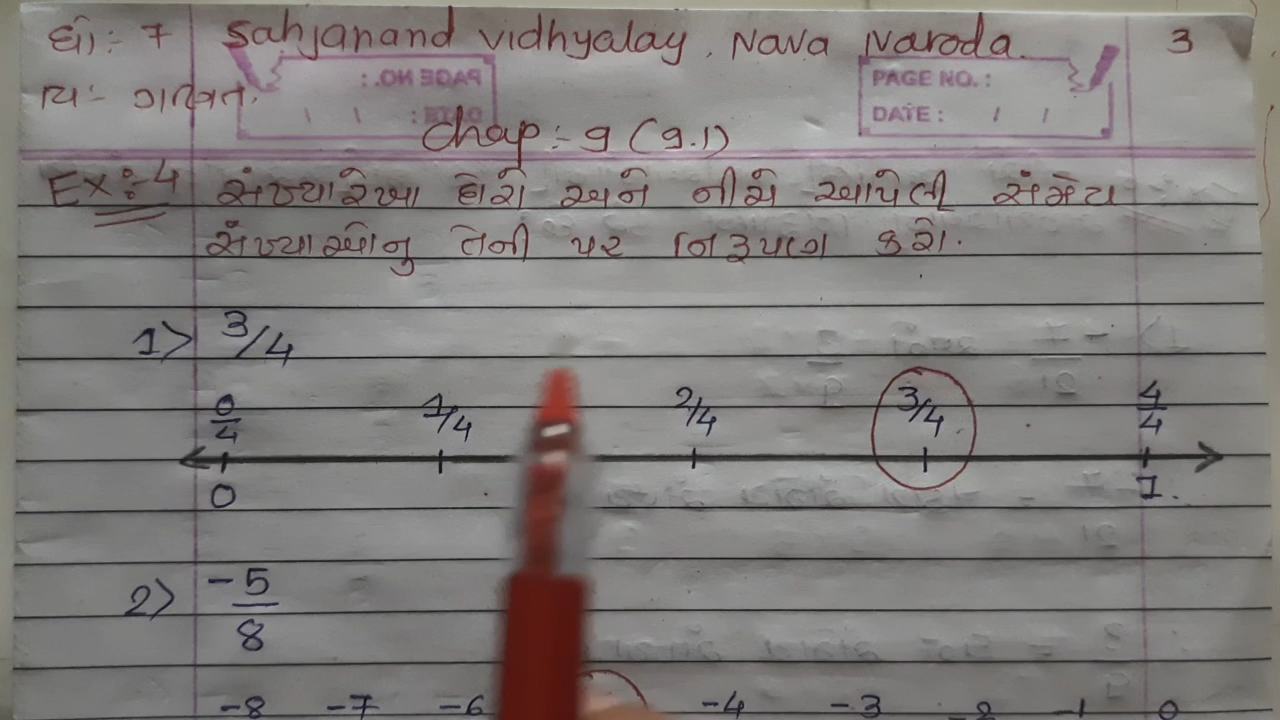 ધો:- 7 Sahjanand Vidhyalay, Nava Naroda. 3
વિ:- ગણિત.
PAGE NO. :
DATE : / /
Chap :- 9 (9.1)
Ex:-4 સંખ્યારેખા દોરો અને નીચે આપેલી સંમેય
સંખ્યાઓનું તેની પર નિરૂપણ કરો.
1> 3/4
0/4 1/4 2/4 3/4 4/4
0 1.
2> -5/8
-8 -7 -6 -4 -3 -2 -1 0